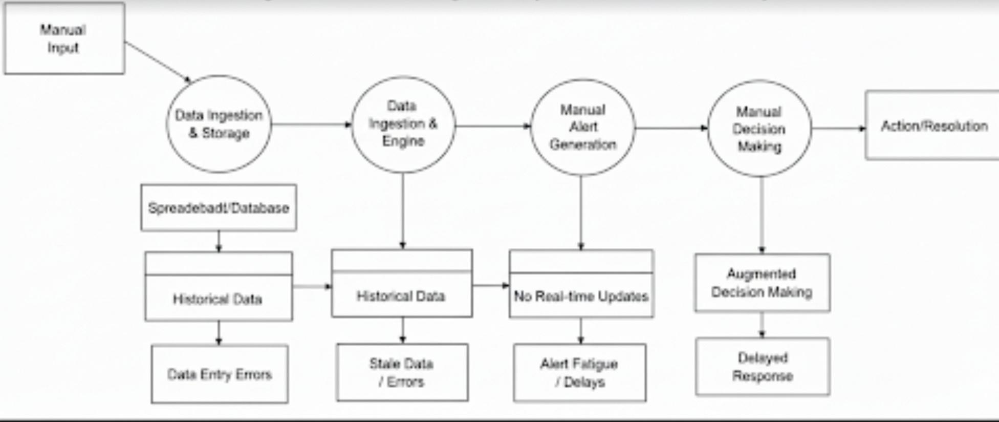 Manual
Input
Data Ingestion
& Storage
Data
Ingestion &
Engine
Manual
Alert
Generation
Manual
Decision
Making
Action/Resolution
Spreadebadt/Database
Historical Data
Historical Data
No Real-time Updates
Augmented
Decision Making
Data Entry Errors
Stale Data
/ Errors
Alert Fatigue
/ Delays
Delayed
Response